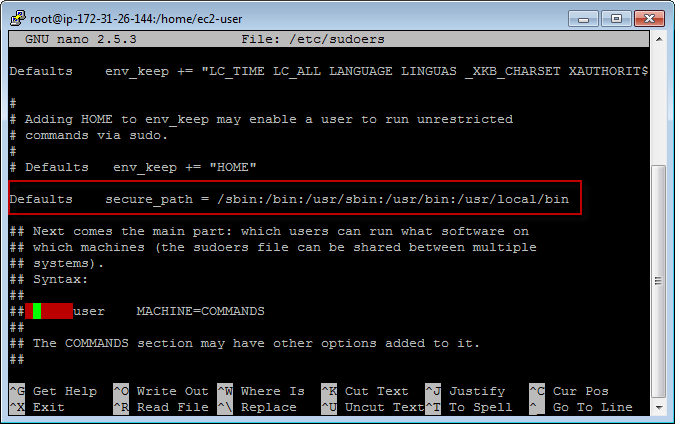 root@ip-172-31-26-144:/home/ec2-user
GNU nano 2.5.3 File: /etc/sudoers
Defaults env_keep += "LC_TIME LC_ALL LANGUAGE LINGUAS _XKB_CHARSET XAUTHORIT$
#
# Adding HOME to env_keep may enable a user to run unrestricted
# commands via sudo.
#
# Defaults env_keep += "HOME"
Defaults secure_path = /sbin:/bin:/usr/sbin:/usr/bin:/usr/local/bin
## Next comes the main part: which users can run what software on
## which machines (the sudoers file can be shared between multiple
## systems).
## Syntax:
##
## user MACHINE=COMMANDS
##
## The COMMANDS section may have other options added to it.
##
^G Get Help ^O Write Out ^W Where Is ^K Cut Text ^J Justify ^C Cur Pos
^X Exit ^R Read File ^\ Replace ^U Uncut Text ^T To Spell ^_ Go To Line